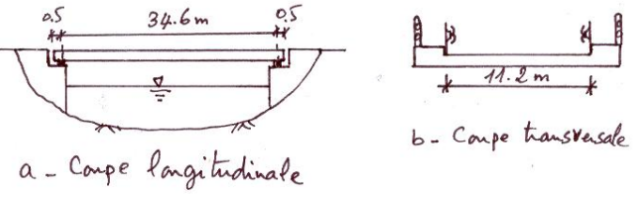 0.5 34.6 m 0.5
11.2 m
b - Coupe transversale
a - Coupe longitudinale